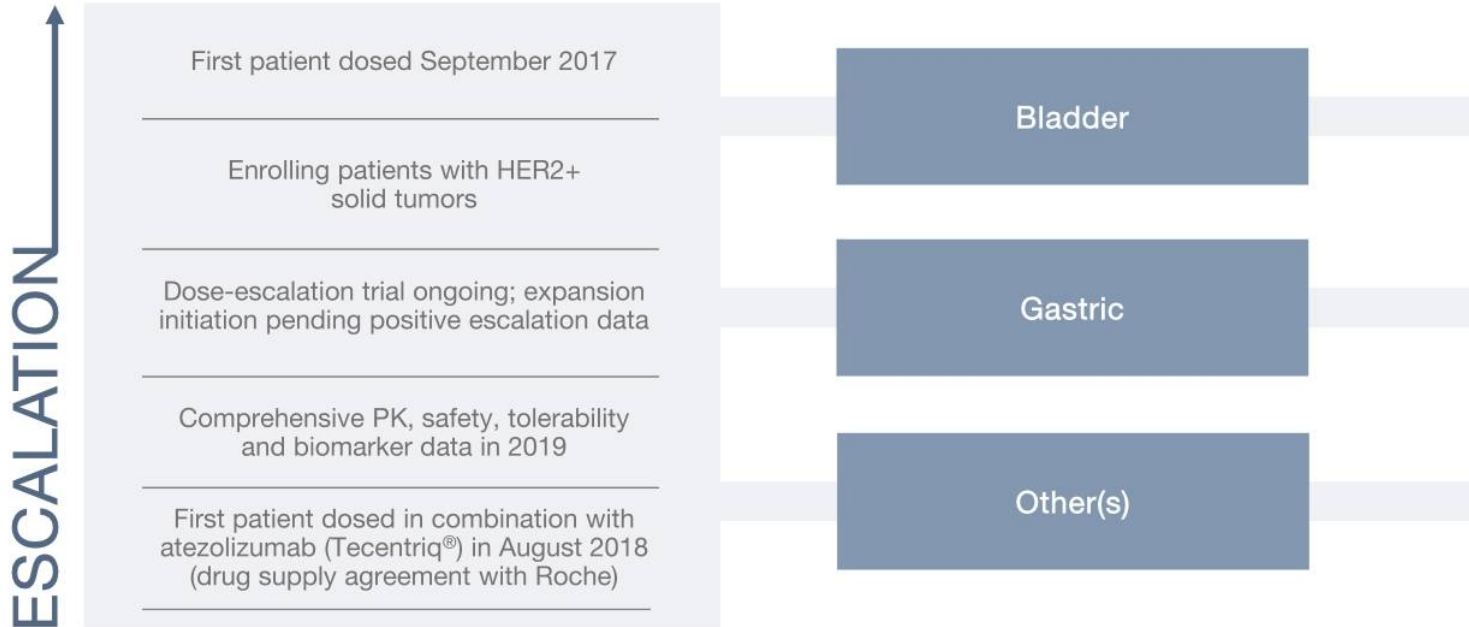 ESCALATION
First patient dosed September 2017
Enrolling patients with HER2+
solid tumors
Dose-escalation trial ongoing; expansion
initiation pending positive escalation data
Comprehensive PK, safety, tolerability
and biomarker data in 2019
First patient dosed in combination with
atezolizumab (Tecentriq®) in August 2018
(drug supply agreement with Roche)
Bladder
Gastric
Other(s)